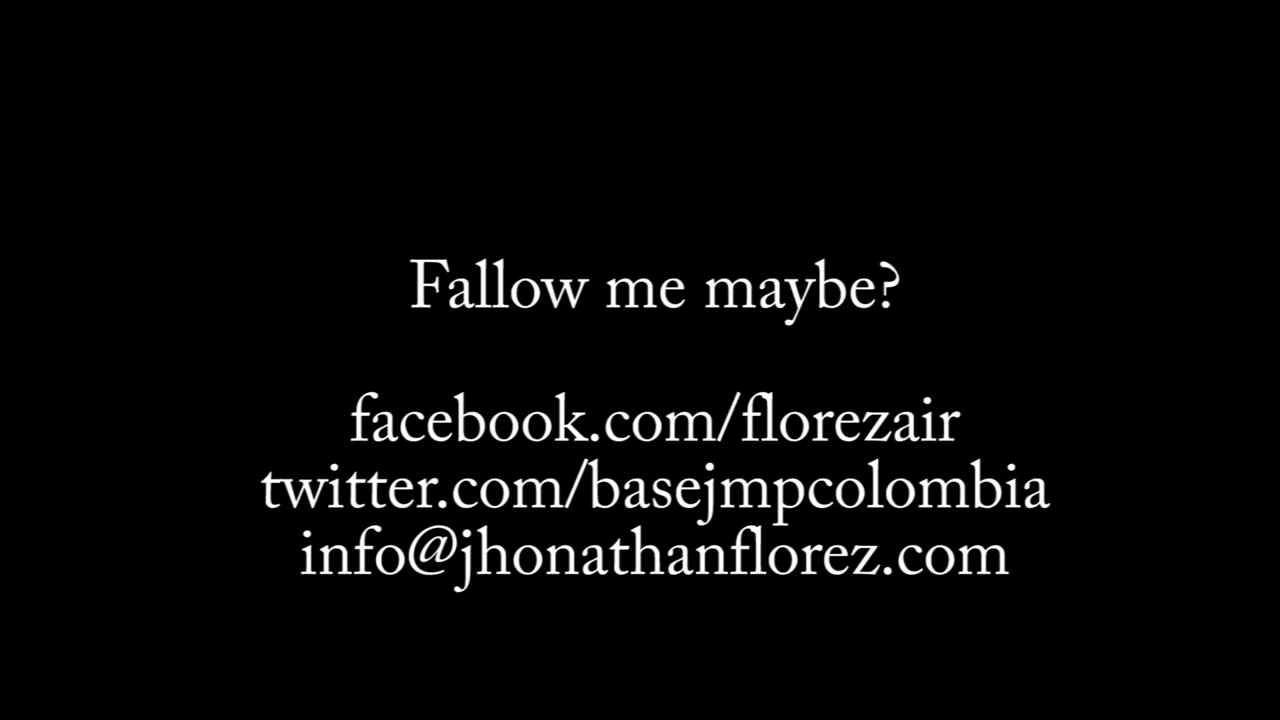 Fallow me maybe?
facebook.com/florezair
twitter.com/basejmpcolombia
info@jhonathanflorez.com